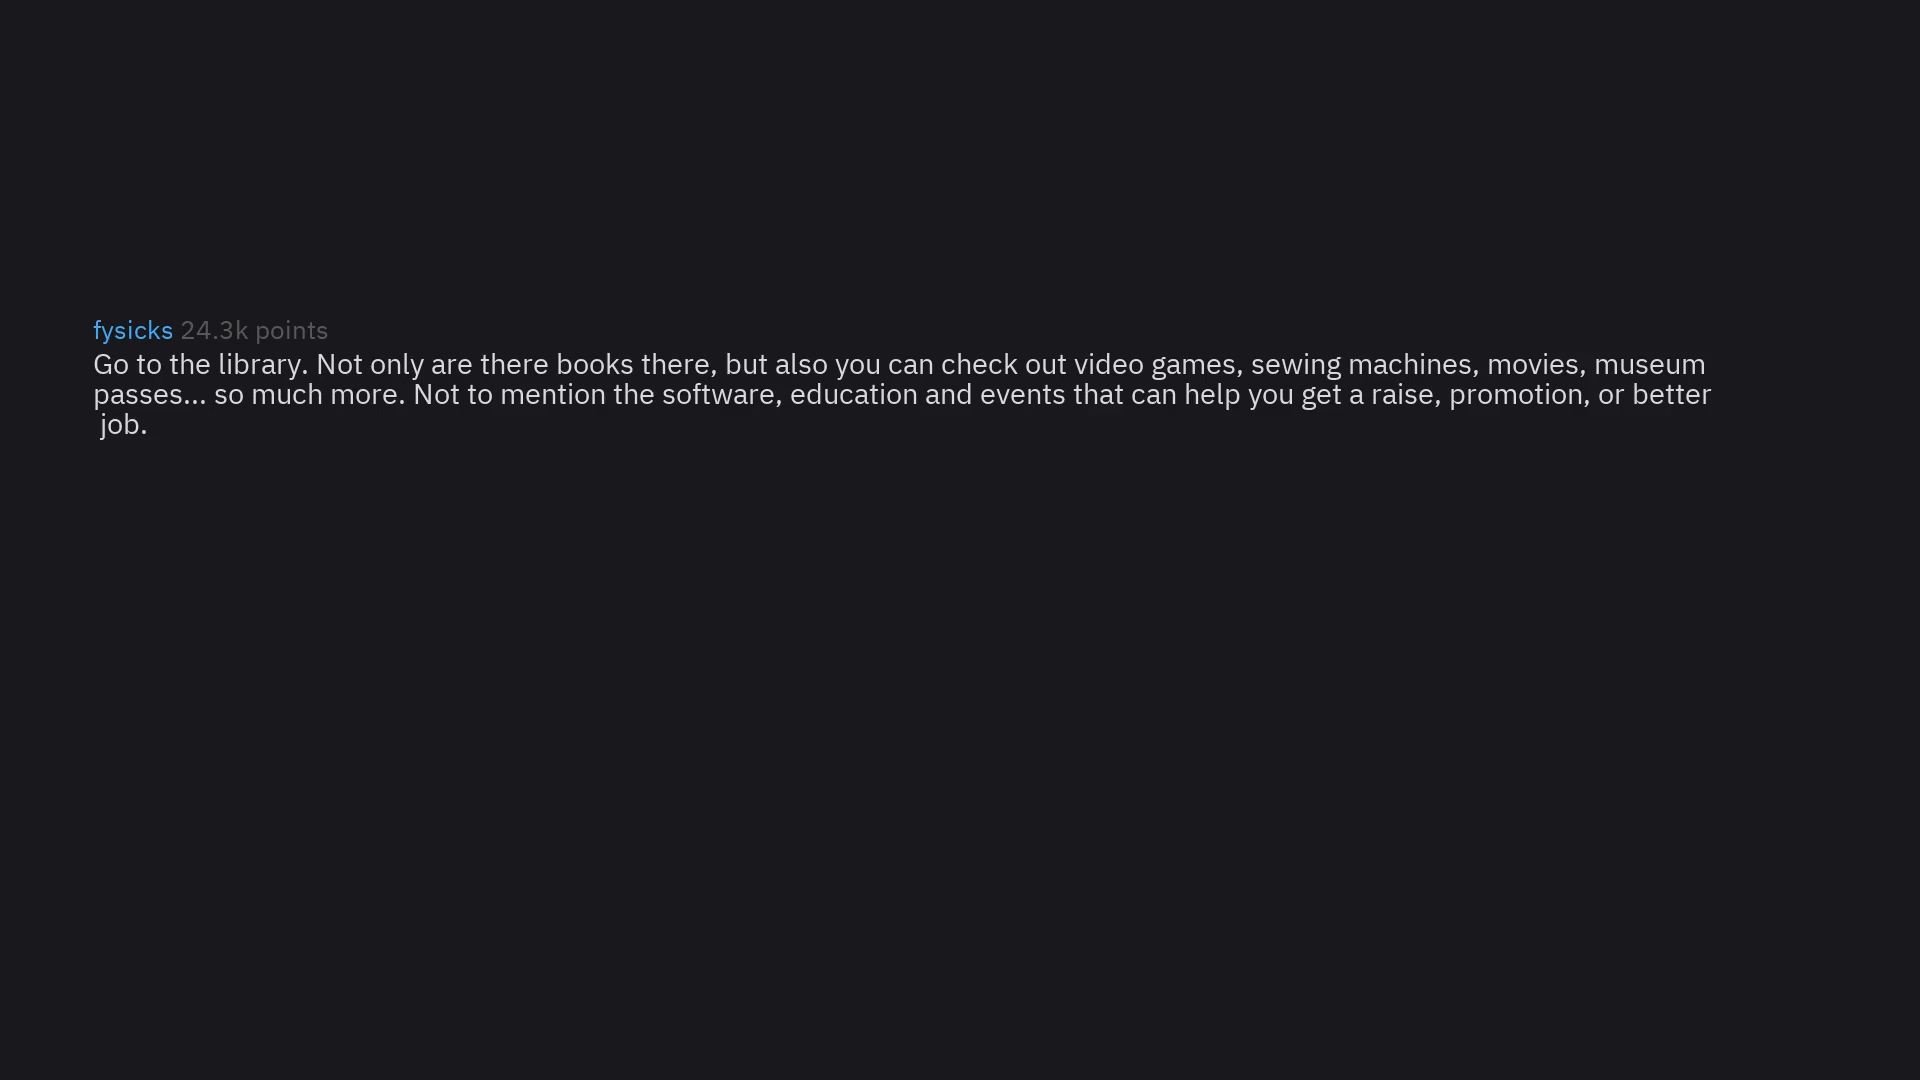 fysicks 24.3k points
Go to the library. Not only are there books there, but also you can check out video games, sewing machines, movies, museum
passes... so much more. Not to mention the software, education and events that can help you get a raise, promotion, or better
job.